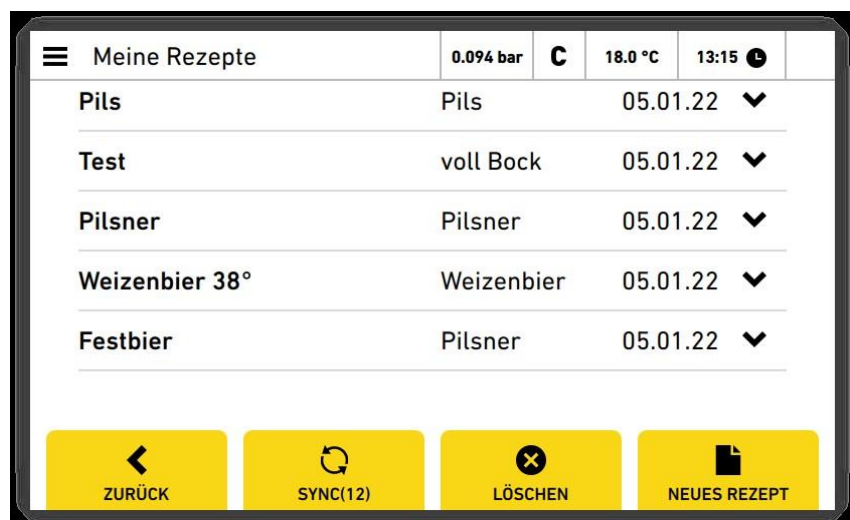 Meine Rezepte 0.094 bar C 18.0 °C 13:15
Pils Pils 05.01.22
Test voll Bock 05.01.22
Pilsner Pilsner 05.01.22
Weizenbier 38° Weizenbier 05.01.22
Festbier Pilsner 05.01.22
ZURÜCK SYNC(12) LÖSCHEN NEUES REZEPT